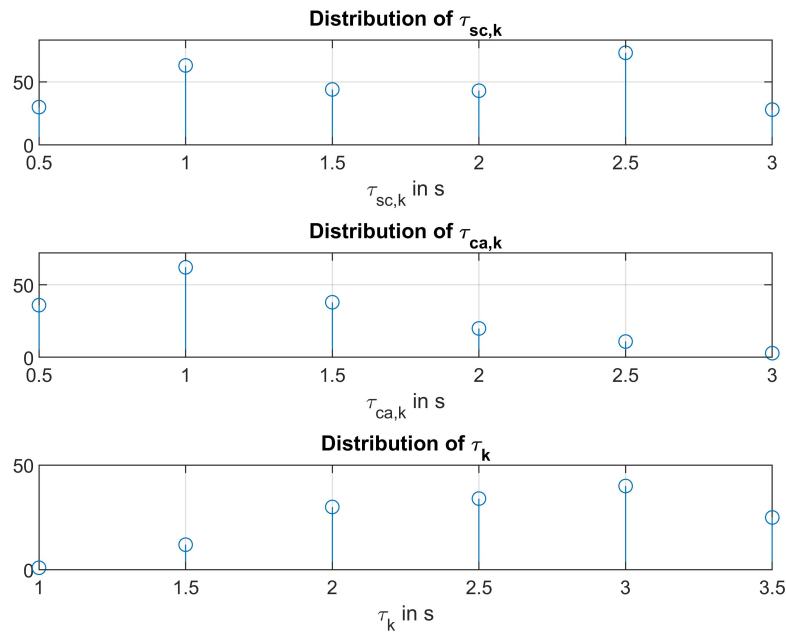 Distribution of τsc,k
50
0
0.5 1 1.5 2 2.5 3
τsc,k in s
Distribution of τca,k
50
0
0.5 1 1.5 2 2.5 3
τca,k in s
Distribution of τk
50
0
1 1.5 2 2.5 3 3.5
τk in s